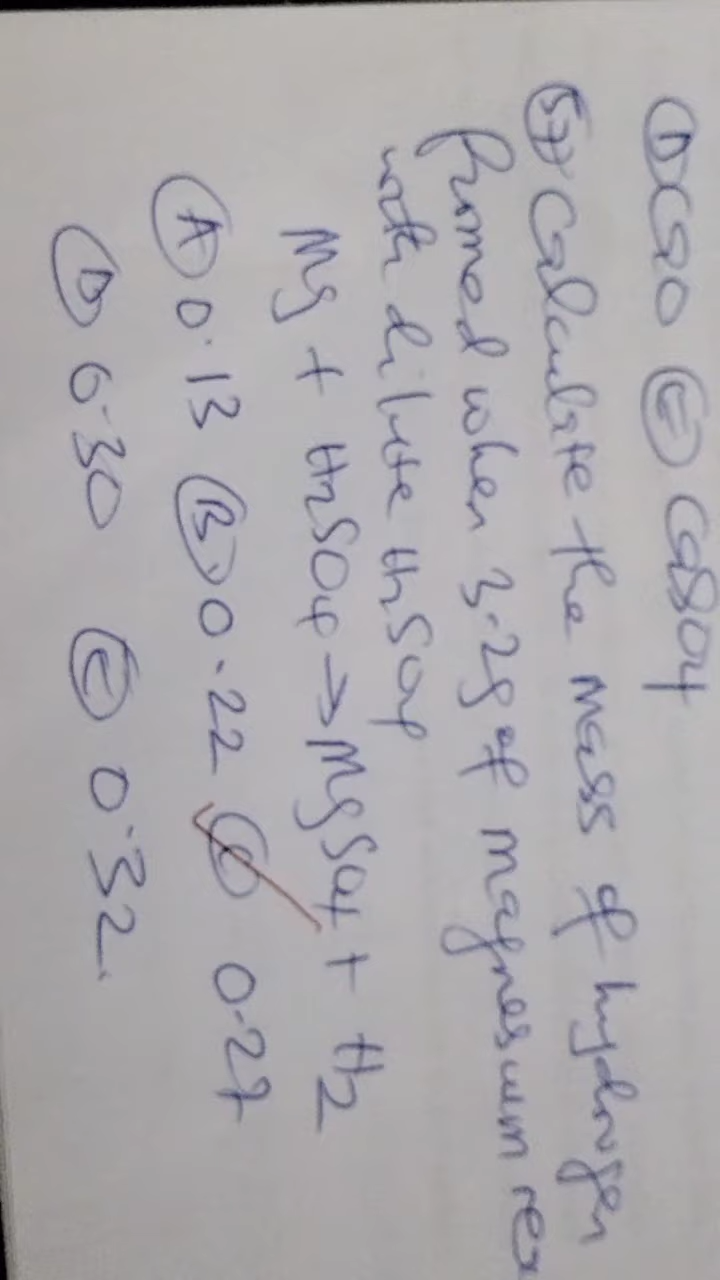 (D) CaO (E) CaSO4
(57) Calculate the mass of hydrogen
formed when 3.2g of magnesium rea
with dilute H2SO4
Mg + H2SO4 → MgSO4 + H2
(A) 0.13 (B) 0.22 (C) 0.27
(D) 0.30 (E) 0.32